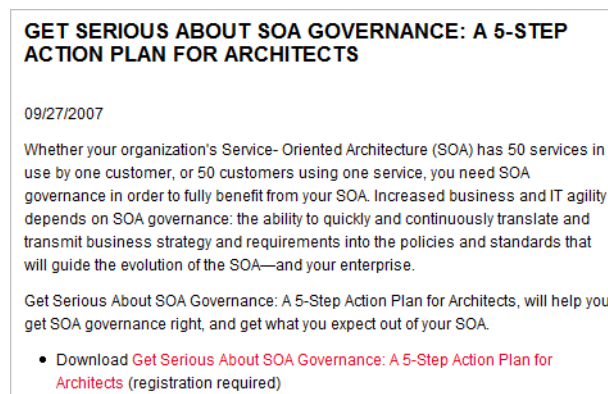 GET SERIOUS ABOUT SOA GOVERNANCE: A 5-STEP
ACTION PLAN FOR ARCHITECTS
09/27/2007
Whether your organization's Service- Oriented Architecture (SOA) has 50 services in
use by one customer, or 50 customers using one service, you need SOA
governance in order to fully benefit from your SOA. Increased business and IT agility
depends on SOA governance: the ability to quickly and continuously translate and
transmit business strategy and requirements into the policies and standards that
will guide the evolution of the SOA—and your enterprise.
Get Serious About SOA Governance: A 5-Step Action Plan for Architects, will help you
get SOA governance right, and get what you expect out of your SOA.
• Download Get Serious About SOA Governance: A 5-Step Action Plan for
Architects (registration required)